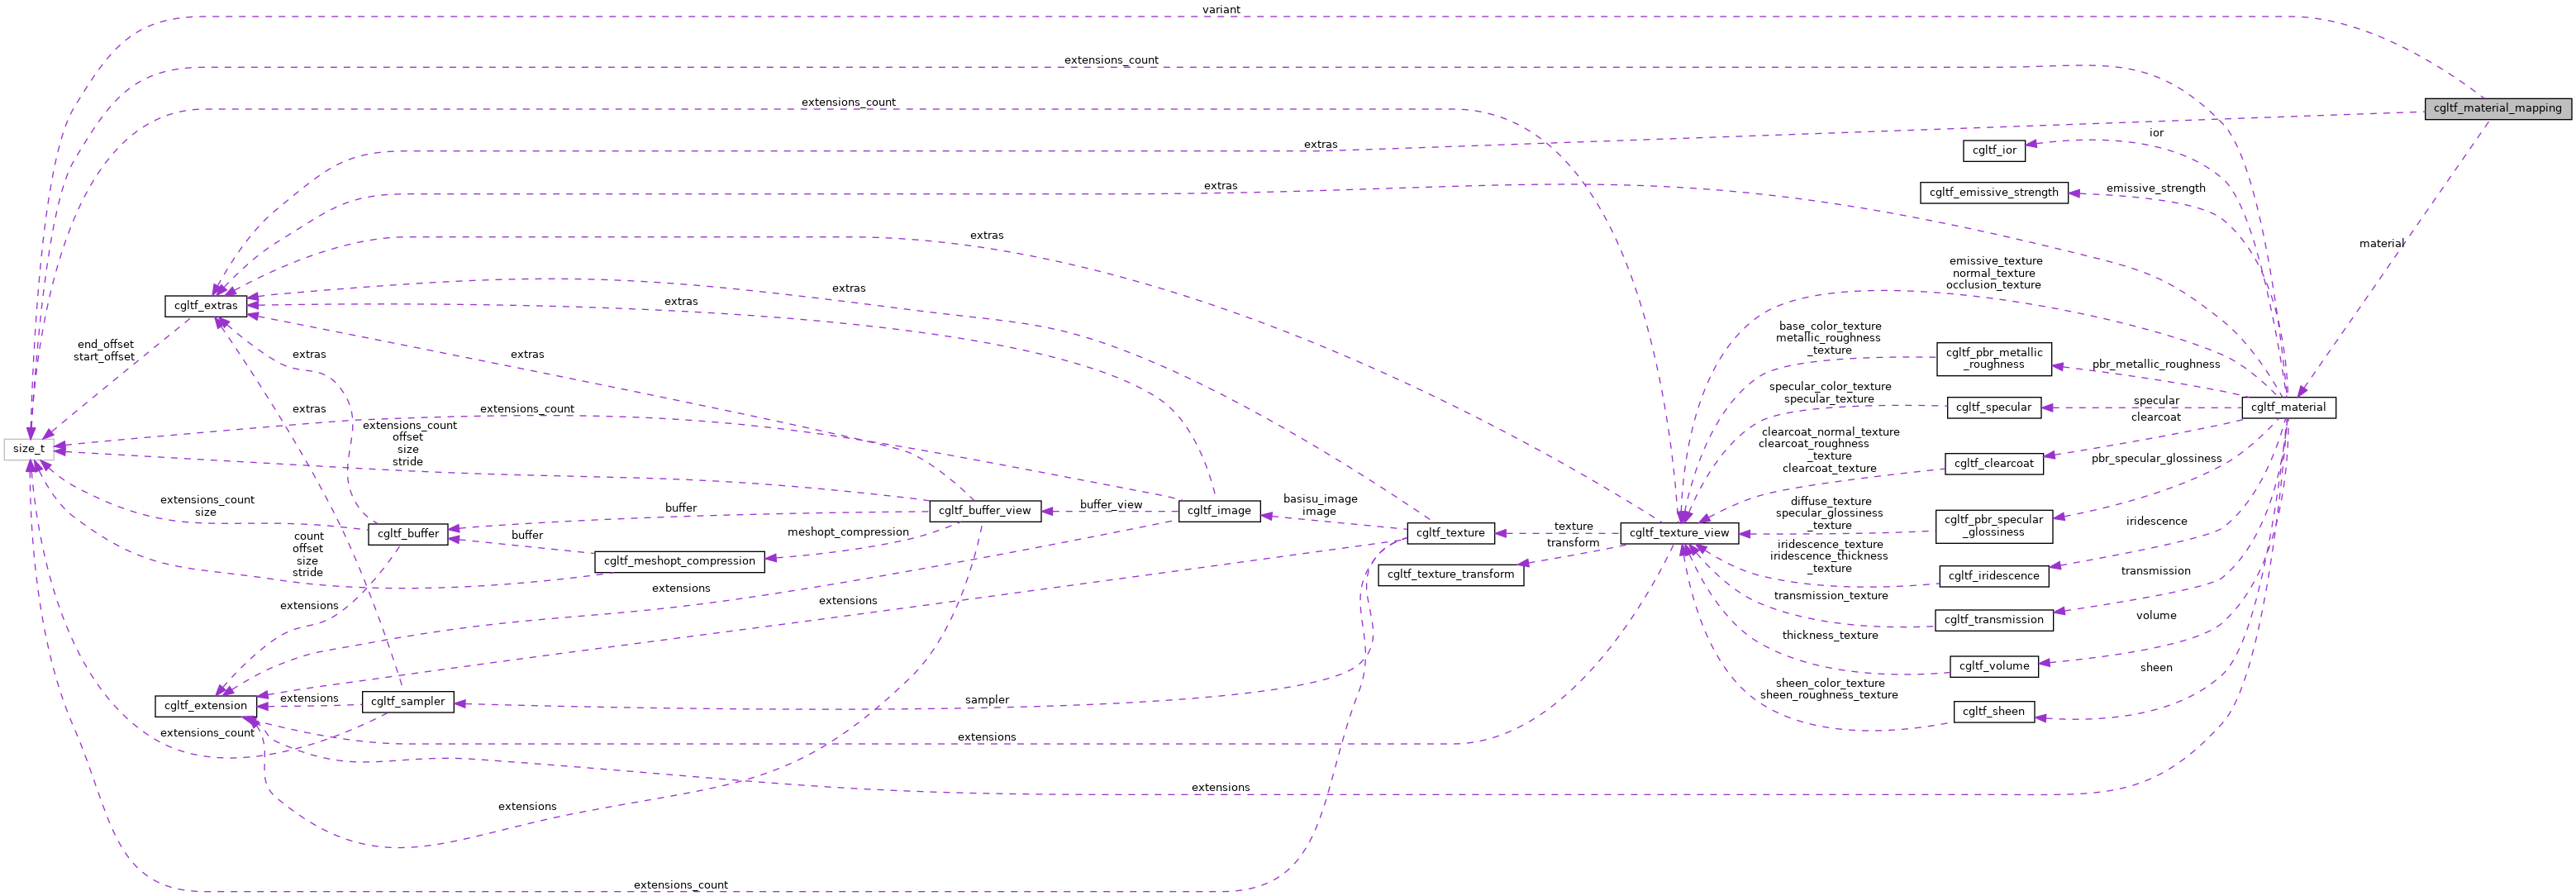 variant
extensions_count
extensions_count
cgltf_material_mapping
ior
extras
cgltf_ior
extras
emissive_strength
cgltf_emissive_strength
extras
material
emissive_texture
normal_texture
occlusion_texture
extras
extras
cgltf_extras
base_color_texture
metallic_roughness
_texture
end_offset
start_offset
extras
extras
cgltf_pbr_metallic
_roughness
pbr_metallic_roughness
specular_color_texture
specular_texture
cgltf_specular
specular
cgltf_material
extras
extensions_count
clearcoat
extensions_count
offset
size
stride
clearcoat_normal_texture
clearcoat_roughness
_texture
clearcoat_texture
size_t
cgltf_clearcoat
pbr_specular_glossiness
extensions_count
size
buffer
cgltf_buffer_view
buffer_view
cgltf_image
basisu_image
image
diffuse_texture
specular_glossiness
_texture
cgltf_pbr_specular
_glossiness
iridescence
cgltf_buffer
buffer
meshopt_compression
cgltf_texture
texture
cgltf_texture_view
transform
count
offset
size
stride
cgltf_meshopt_compression
cgltf_texture_transform
iridescence_texture
iridescence_thickness
_texture
cgltf_iridescence
transmission
extensions
extensions
extensions
transmission_texture
cgltf_transmission
volume
thickness_texture
cgltf_volume
sheen
cgltf_extension
extensions
cgltf_sampler
sampler
sheen_color_texture
sheen_roughness_texture
cgltf_sheen
extensions_count
extensions
extensions
extensions
extensions_count